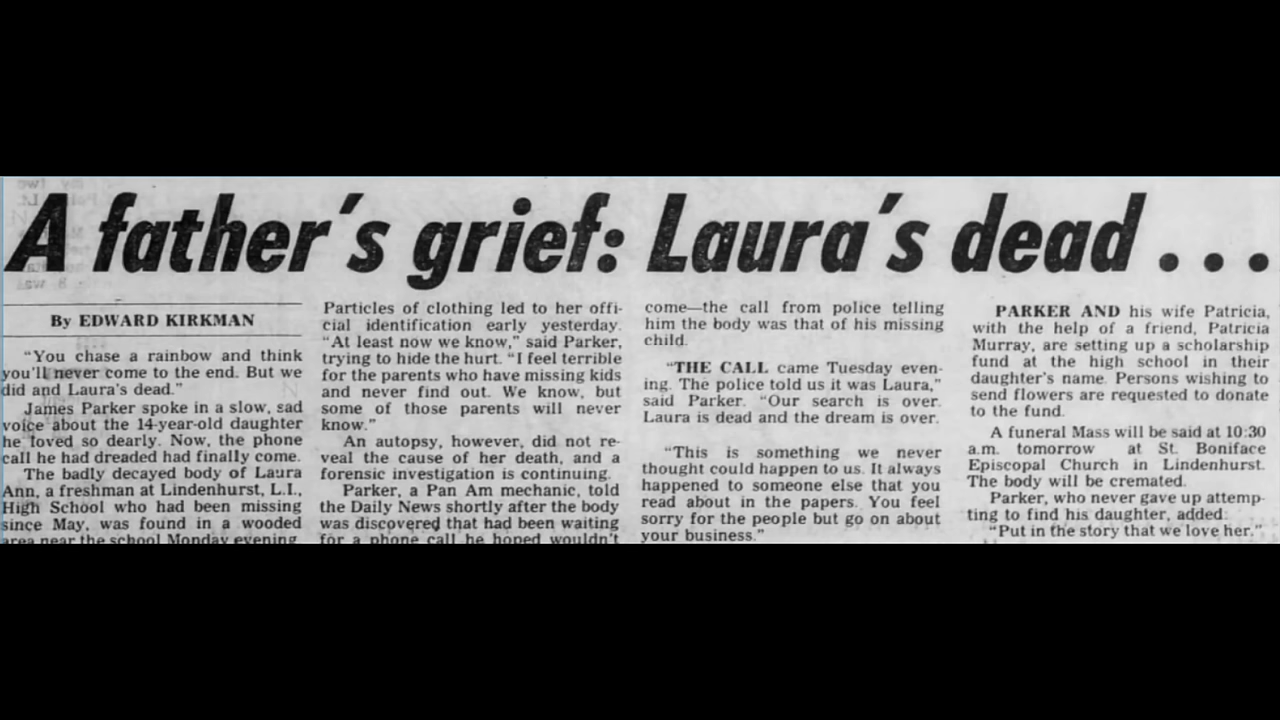 A father's grief: Laura's dead . . .
By EDWARD KIRKMAN
"You chase a rainbow and think
you'll never come to the end. But we
did and Laura's dead."
James Parker spoke in a slow, sad
voice about the 14-year-old daughter
he loved so dearly. Now, the phone
call he had dreaded had finally come.
The badly decayed body of Laura
Ann, a freshman at Lindenhurst, L.I.,
High School who had been missing
since May, was found in a wooded
area near the school Monday evening.
Particles of clothing led to her offi-
cial identification early yesterday.
"At least now we know," said Parker,
trying to hide the hurt. "I feel terrible
for the parents who have missing kids
and never find out. We know, but
some of those parents will never
know."
An autopsy, however, did not re-
veal the cause of her death, and a
forensic investigation is continuing.
Parker, a Pan Am mechanic, told
the Daily News shortly after the body
was discovered that had been waiting
for a phone call he hoped wouldn't
come—the call from police telling
him the body was that of his missing
child.
"THE CALL came Tuesday even-
ing. The police told us it was Laura,"
said Parker. "Our search is over.
Laura is dead and the dream is over.
"This is something we never
thought could happen to us. It always
happened to someone else that you
read about in the papers. You feel
sorry for the people but go on about
your business."
PARKER AND his wife Patricia,
with the help of a friend, Patricia
Murray, are setting up a scholarship
fund at the high school in their
daughter's name. Persons wishing to
send flowers are requested to donate
to the fund.
A funeral Mass will be said at 10:30
a.m. tomorrow at St. Boniface
Episcopal Church in Lindenhurst.
The body will be cremated.
Parker, who never gave up attemp-
ting to find his daughter, added:
"Put in the story that we love her."